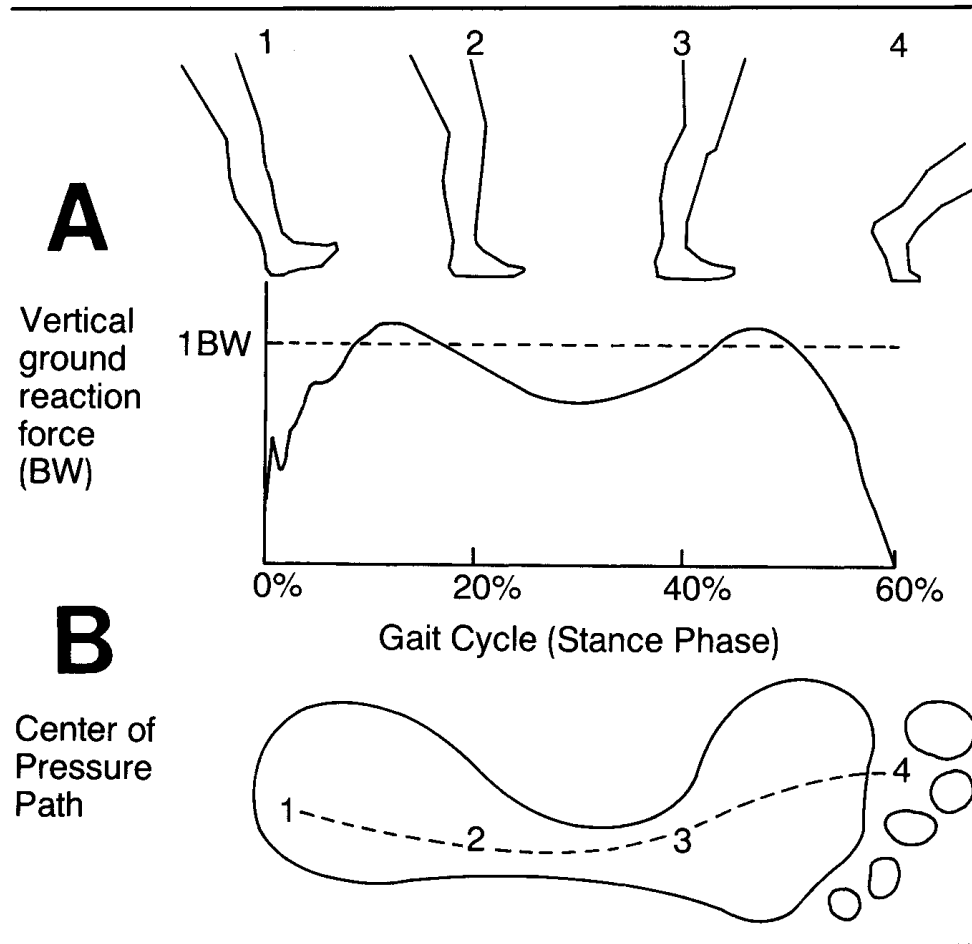 1 2 3 4
A
Vertical
ground
reaction
force
(BW)
1BW
0% 20% 40% 60%
Gait Cycle (Stance Phase)
B
Center of
Pressure
Path
1 2 3 4